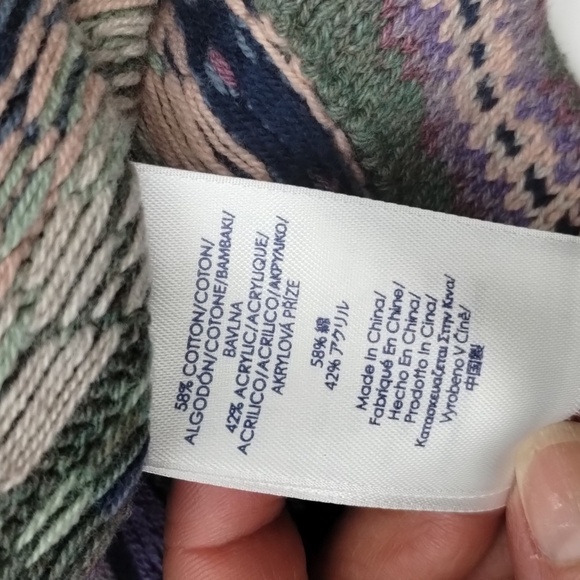 58% COTTON/COTON/
ALGODÓN/COTONE/BAMBAKI/
BAVLNA
42% ACRYLIC/ACRYLIQUE/
ACRILICO/ACRILICO/ΑΚΡΥΛΙΚΟ/
AKRYLOVÁ PŘÍZE
58% 綿
42% アクリル
Made In China/
Fabriqué En Chine/
Hecho En China/
Prodotto In Cina/
Κατασκευάζεται Στην Κίνα/
Vyrobeno V Číně/
中国製